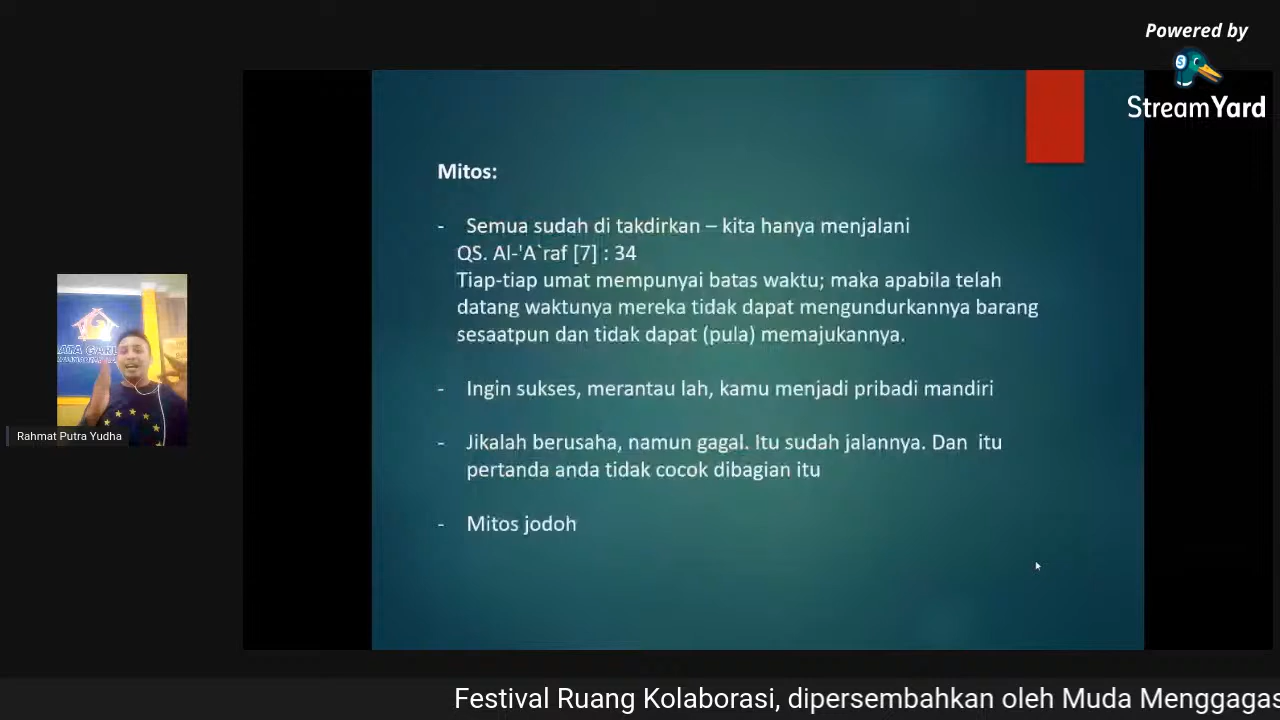 Powered by
StreamYard
Mitos:
- Semua sudah di takdirkan – kita hanya menjalani
QS. Al-'A`raf [7] : 34
Tiap-tiap umat mempunyai batas waktu; maka apabila telah
datang waktunya mereka tidak dapat mengundurkannya barang
sesaatpun dan tidak dapat (pula) memajukannya.
- Ingin sukses, merantau lah, kamu menjadi pribadi mandiri
- Jikalah berusaha, namun gagal. Itu sudah jalannya. Dan itu
pertanda anda tidak cocok dibagian itu
- Mitos jodoh
Rahmat Putra Yudha
Festival Ruang Kolaborasi, dipersembahkan oleh Muda Menggagas